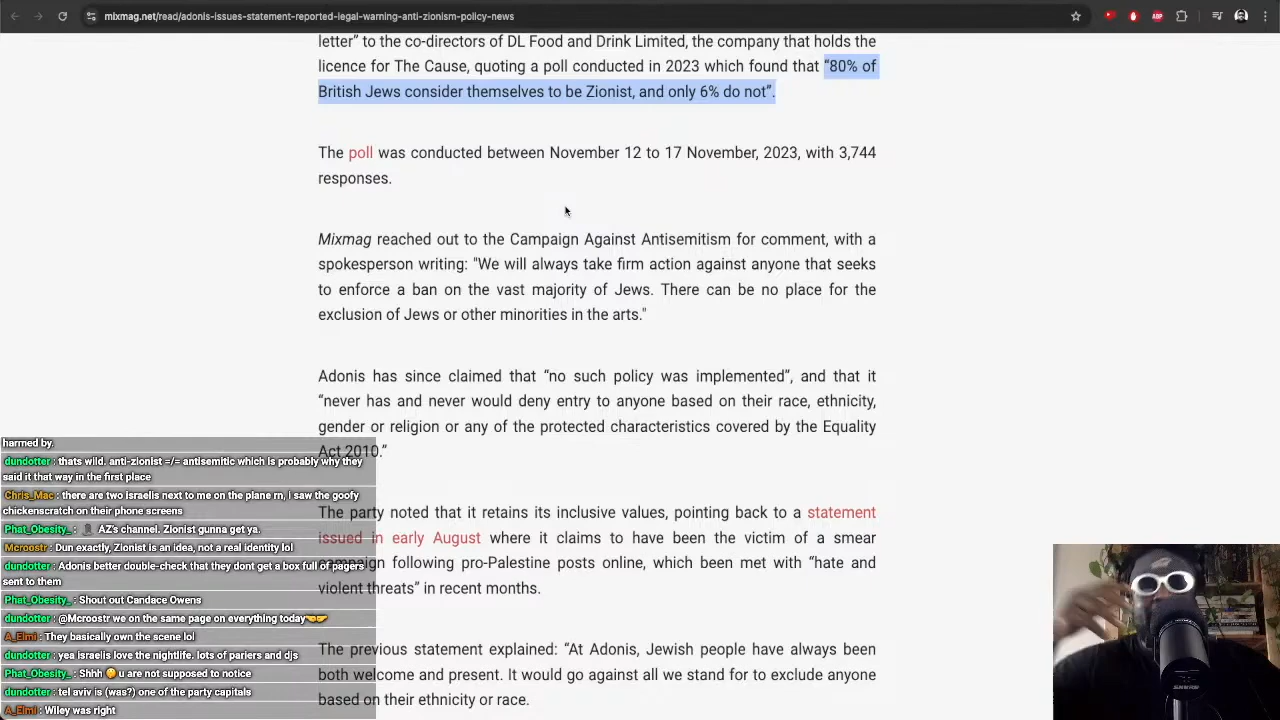 mixmag.net/read/adonis-issues-statement-reported-legal-warning-anti-zionism-policy-news
ABP
letter” to the co-directors of DL Food and Drink Limited, the company that holds the
licence for The Cause, quoting a poll conducted in 2023 which found that “80% of
British Jews consider themselves to be Zionist, and only 6% do not”.
The poll was conducted between November 12 to 17 November, 2023, with 3,744
responses.
Mixmag reached out to the Campaign Against Antisemitism for comment, with a
spokesperson writing: "We will always take firm action against anyone that seeks
to enforce a ban on the vast majority of Jews. There can be no place for the
exclusion of Jews or other minorities in the arts."
Adonis has since claimed that “no such policy was implemented”, and that it
“never has and never would deny entry to anyone based on their race, ethnicity,
gender or religion or any of the protected characteristics covered by the Equality
Act 2010.”
The party noted that it retains its inclusive values, pointing back to a statement
issued in early August where it claims to have been the victim of a smear
campaign following pro-Palestine posts online, which been met with “hate and
violent threats” in recent months.
The previous statement explained: “At Adonis, Jewish people have always been
both welcome and present. It would go against all we stand for to exclude anyone
based on their ethnicity or race.
harmed by.
dundotter : thats wild. anti-zionist =/= antisemitic which is probably why they
said it that way in the first place
Chris_Mac : there are two israelis next to me on the plane rn, i saw the goofy
chickenscratch on their phone screens
Phat_Obesity_ : AZ's channel. Zionist gunna get ya.
Mcroostr : Dun exactly, Zionist is an idea, not a real identity lol
dundotter : Adonis better double-check that they dont get a box full of pagers
sent to them
Phat_Obesity_ : Shout out Candace Owens
dundotter : @Mcroostr we on the same page on everything today🤝🤝
A_Elmi : They basically own the scene lol
dundotter : yea israelis love the nightlife. lots of pariers and djs
Phat_Obesity_ : Shhh 🤫 u are not supposed to notice
dundotter : tel aviv is (was?) one of the party capitals
A_Elmi : Wiley was right
SHURE